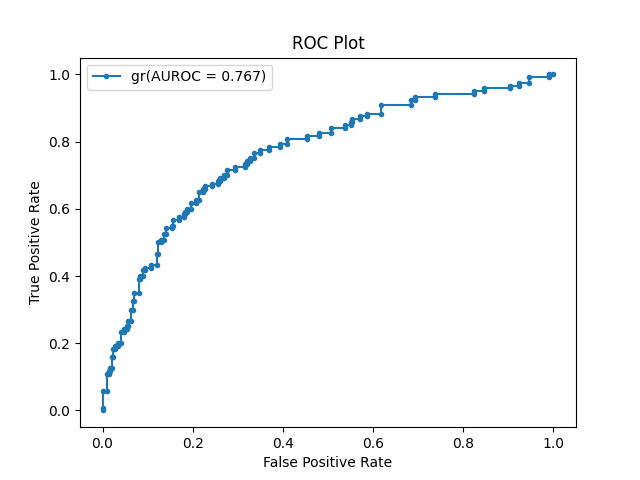 ROC Plot
gr(AUROC = 0.767)
1.0
0.8
0.6
0.4
0.2
0.0
True Positive Rate
0.0 0.2 0.4 0.6 0.8 1.0
False Positive Rate